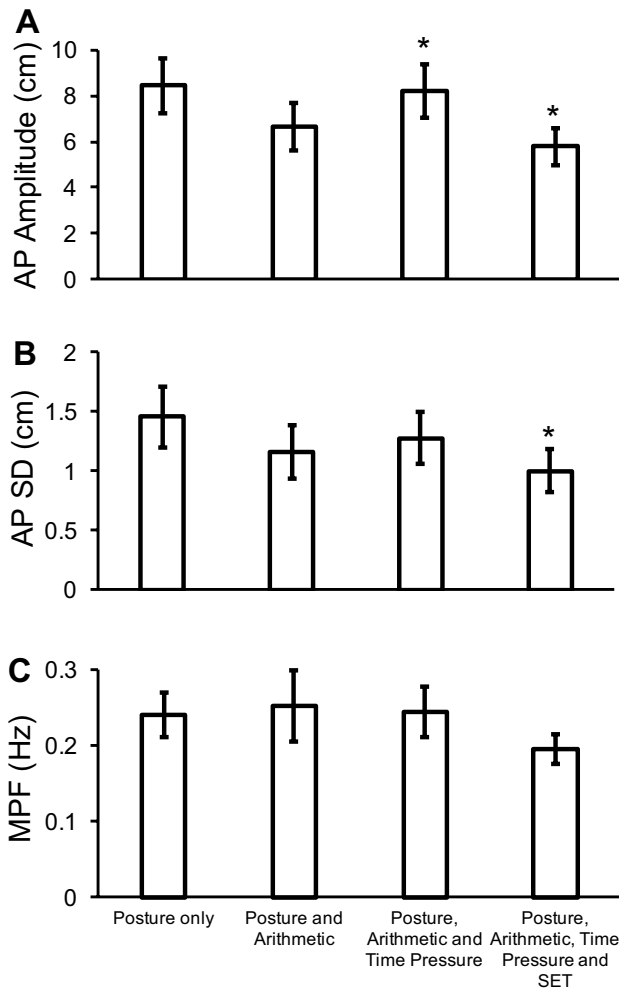 A
AP Amplitude (cm)
10
8
6
4
2
0
*
*
B
AP SD (cm)
2
1.5
1
0.5
0
*
C
MPF (Hz)
0.3
0.2
0.1
0
Posture only
Posture and
Arithmetic
Posture,
Arithmetic and
Time Pressure
Posture,
Arithmetic, Time
Pressure and
SET